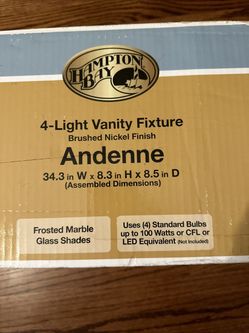 HAMPTON
BAY
4-Light Vanity Fixture
Brushed Nickel Finish
Andenne
34.3 in W x 8.3 in H x 8.5 in D
(Assembled Dimensions)
Frosted Marble
Glass Shades
Uses (4) Standard Bulbs
up to 100 Watts or CFL or
LED Equivalent (Not Included)